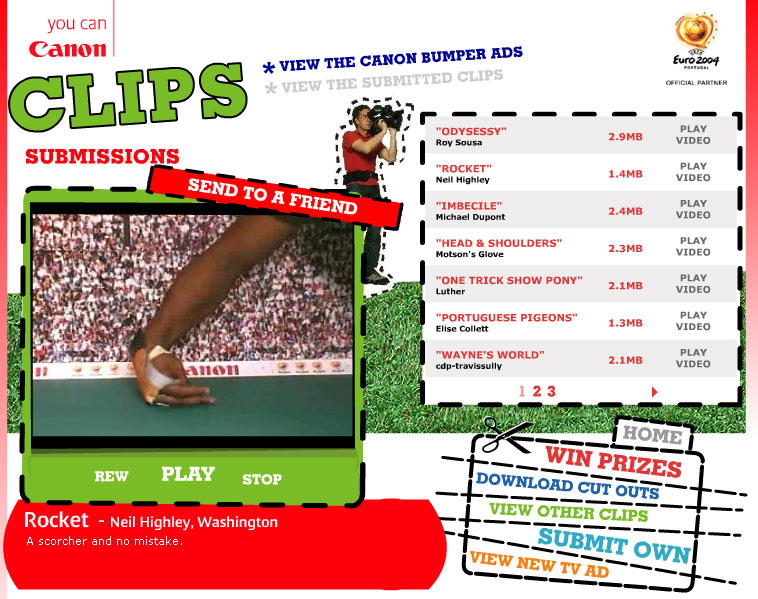 you can
Canon
CLIPS
* VIEW THE CANON BUMPER ADS
* VIEW THE SUBMITTED CLIPS
UEFA
EURO 2004
PORTUGAL
OFFICIAL PARTNER
SUBMISSIONS
SEND TO A FRIEND
Canon
REW PLAY STOP
Rocket - Neil Highley, Washington
A scorcher and no mistake.
"ODYSESSY"
Roy Sousa
2.9MB
PLAY
VIDEO
"ROCKET"
Neil Highley
1.4MB
PLAY
VIDEO
"IMBECILE"
Michael Dupont
2.4MB
PLAY
VIDEO
"HEAD & SHOULDERS"
Motson's Glove
2.3MB
PLAY
VIDEO
"ONE TRICK SHOW PONY"
Luther
2.1MB
PLAY
VIDEO
"PORTUGUESE PIGEONS"
Elise Collett
1.3MB
PLAY
VIDEO
"WAYNE'S WORLD"
cdp-travissully
2.1MB
PLAY
VIDEO
1 2 3
HOME
WIN PRIZES
DOWNLOAD CUT OUTS
VIEW OTHER CLIPS
SUBMIT OWN
VIEW NEW TV AD